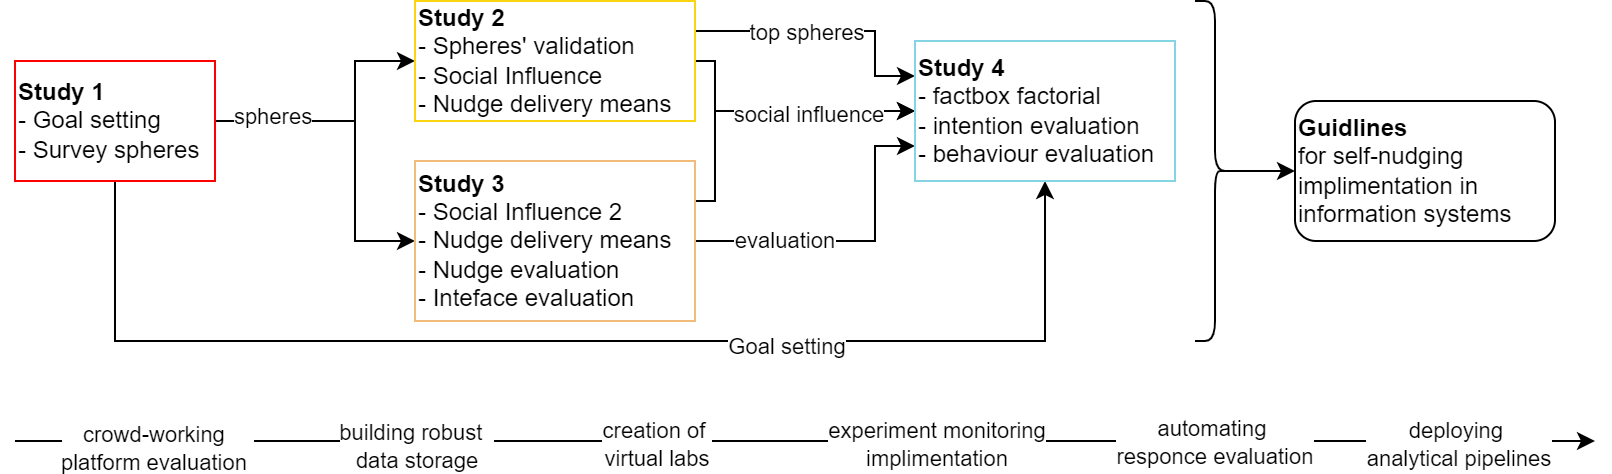 Study 1
- Goal setting
- Survey spheres
spheres
Study 2
- Spheres' validation
- Social Influence
- Nudge delivery means
Study 3
- Social Influence 2
- Nudge delivery means
- Nudge evaluation
- Inteface evaluation
top spheres
social influence
evaluation
Goal setting
Study 4
- factbox factorial
- intention evaluation
- behaviour evaluation
Guidlines
for self-nudging
implimentation in
information systems
crowd-working
platform evaluation
building robust
data storage
creation of
virtual labs
experiment monitoring
implimentation
automating
responce evaluation
deploying
analytical pipelines